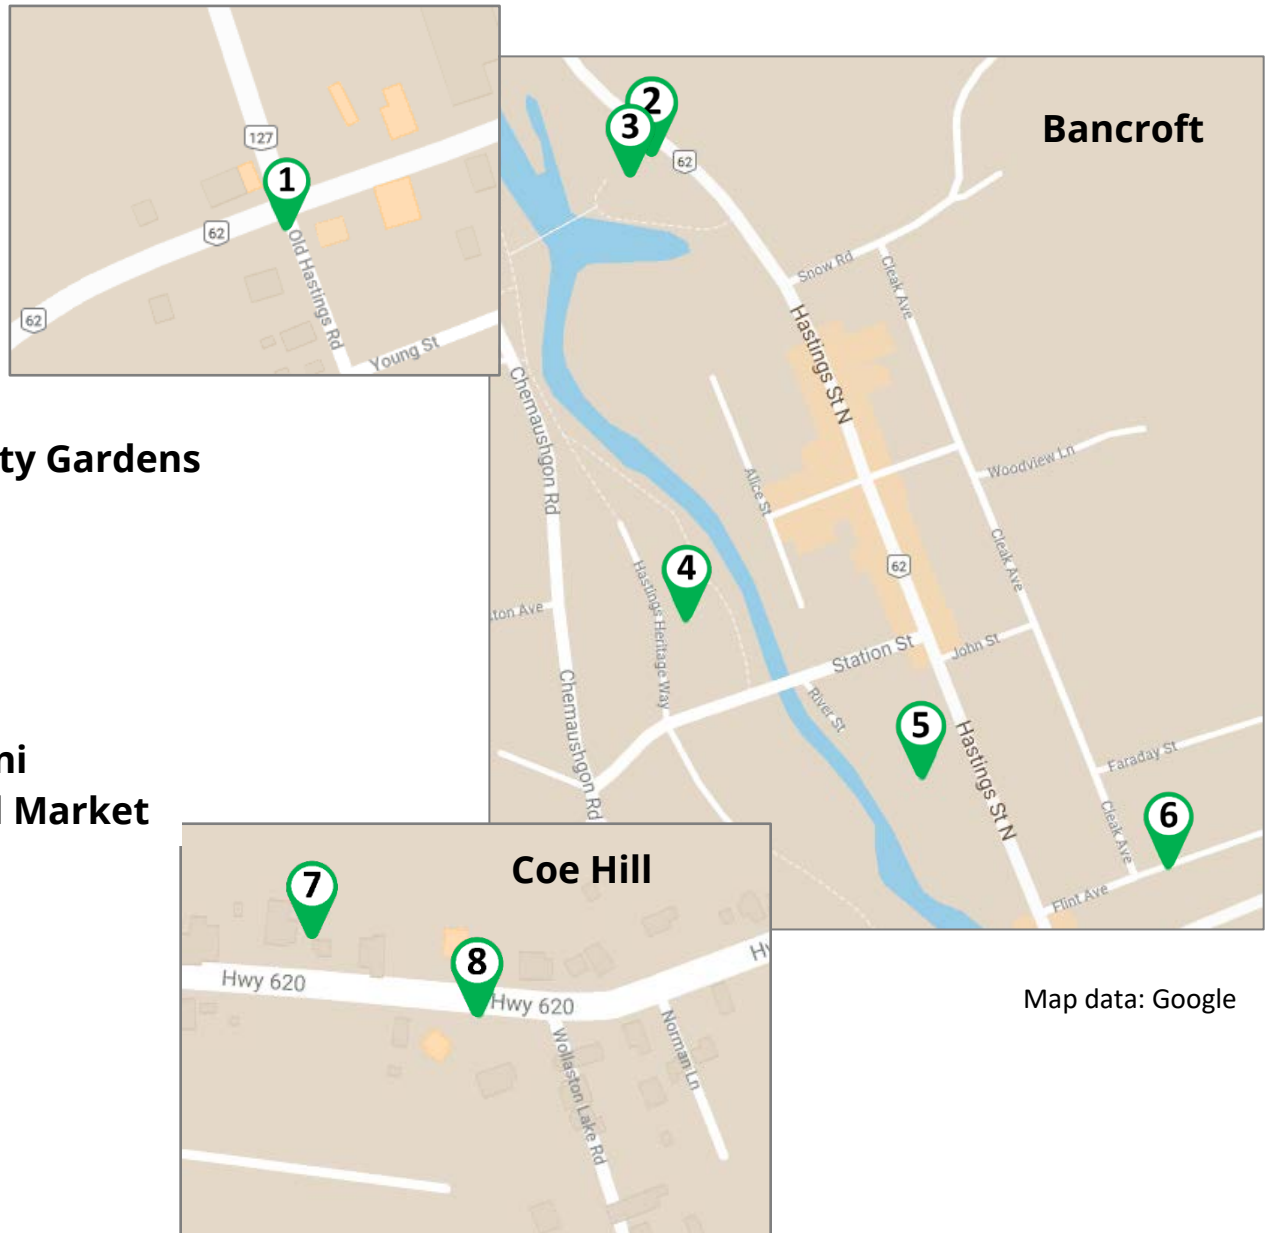 127
1
62
62
Old Hastings Rd
Young St
Bancroft
2
3
62
Snow Rd
Cleak Ave
Hastings St N
Chemaushgon Rd
Alice St
Woodview Ln
Cleak Ave
62
4
Hastings Heritage Way
ton Ave
Station St
John St
Chemaushgon Rd
River St
5
Hastings St N
Faraday St
Cleak Ave
6
Flint Ave
ty Gardens
ni
l Market
Coe Hill
7
8
Hwy 620
Hwy 620
Hw
Wollaston Lake Rd
Norman Ln
Map data: Google